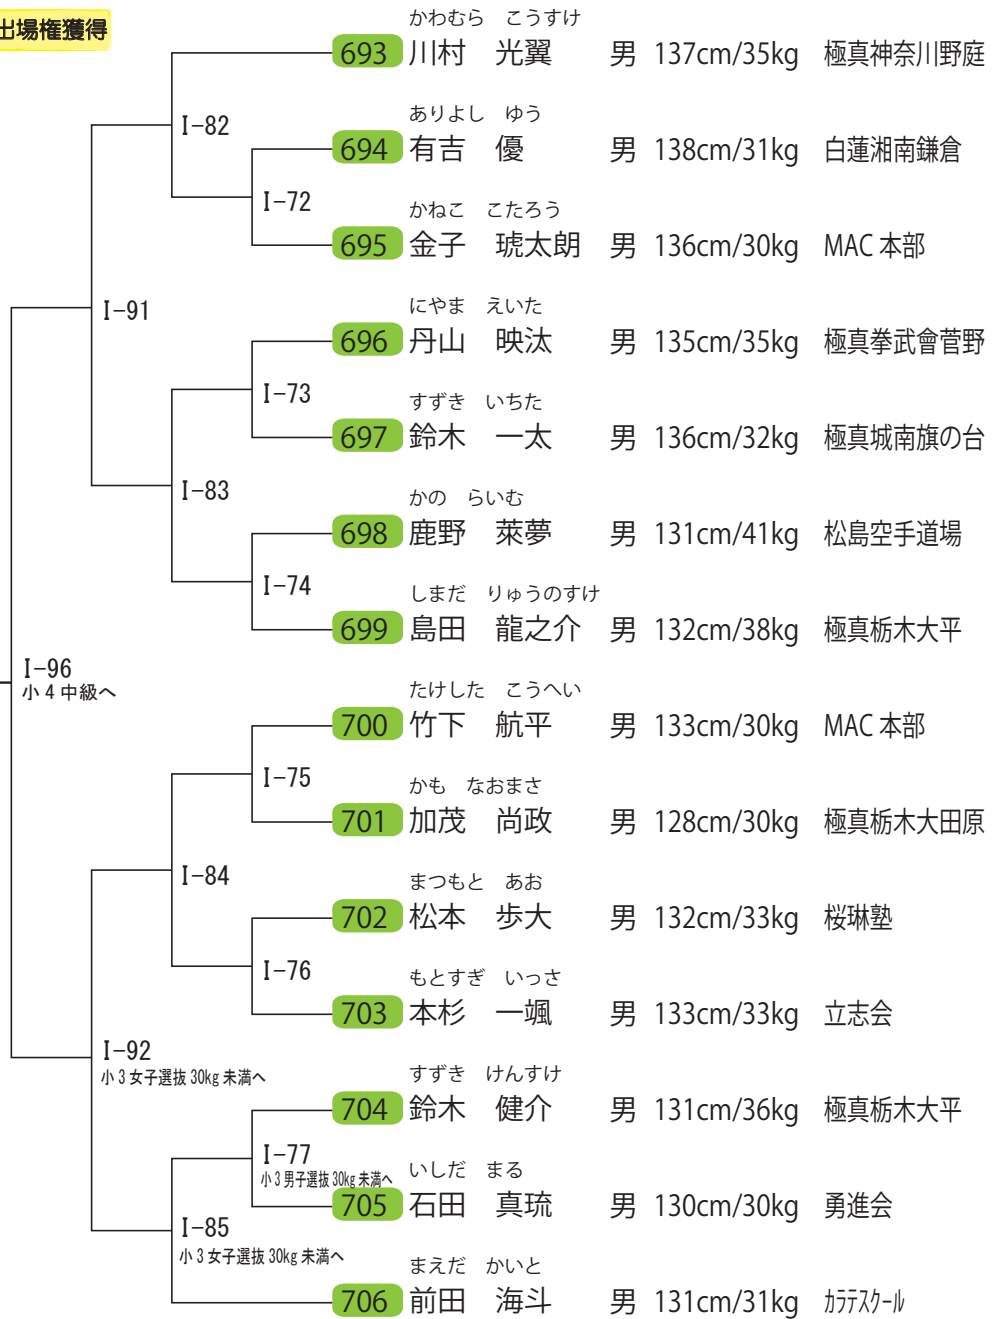 出場権獲得
かわむら　こうすけ
693 川村　光翼　男 137cm/35kg 極真神奈川野庭
I-82
ありよし　ゆう
694 有吉　優　男 138cm/31kg 白蓮湘南鎌倉
I-72
かねこ　こたろう
695 金子　琥太朗　男 136cm/30kg MAC 本部
I-91
にやま　えいた
696 丹山　映汰　男 135cm/35kg 極真拳武會菅野
I-73
すずき　いちた
697 鈴木　一太　男 136cm/32kg 極真城南旗の台
I-83
かの　らいむ
698 鹿野　萊夢　男 131cm/41kg 松島空手道場
I-74
しまだ　りゅうのすけ
699 島田　龍之介　男 132cm/38kg 極真栃木大平
I-96
小 4 中級へ
たけした　こうへい
700 竹下　航平　男 133cm/30kg MAC 本部
I-75
かも　なおまさ
701 加茂　尚政　男 128cm/30kg 極真栃木大田原
I-84
まつもと　あお
702 松本　歩大　男 132cm/33kg 桜琳塾
I-76
もとすぎ　いっさ
703 本杉　一颯　男 133cm/33kg 立志会
I-92
小 3 女子選抜 30kg 未満へ
すずき　けんすけ
704 鈴木　健介　男 131cm/36kg 極真栃木大平
I-77
小 3 男子選抜 30kg 未満へ
いしだ　まる
705 石田　真琉　男 130cm/30kg 勇進会
I-85
小 3 女子選抜 30kg 未満へ
まえだ　かいと
706 前田　海斗　男 131cm/31kg ｶﾗﾃｽｸｰﾙ